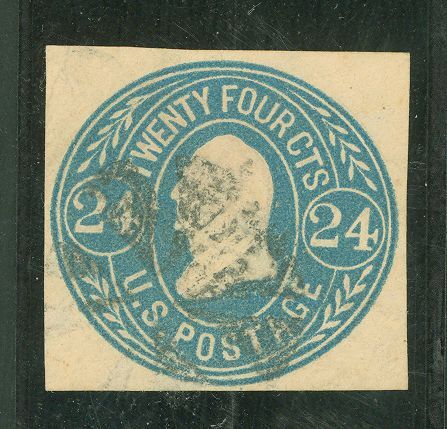 TWENTY FOUR CTS
24 24
U.S. POSTAGE